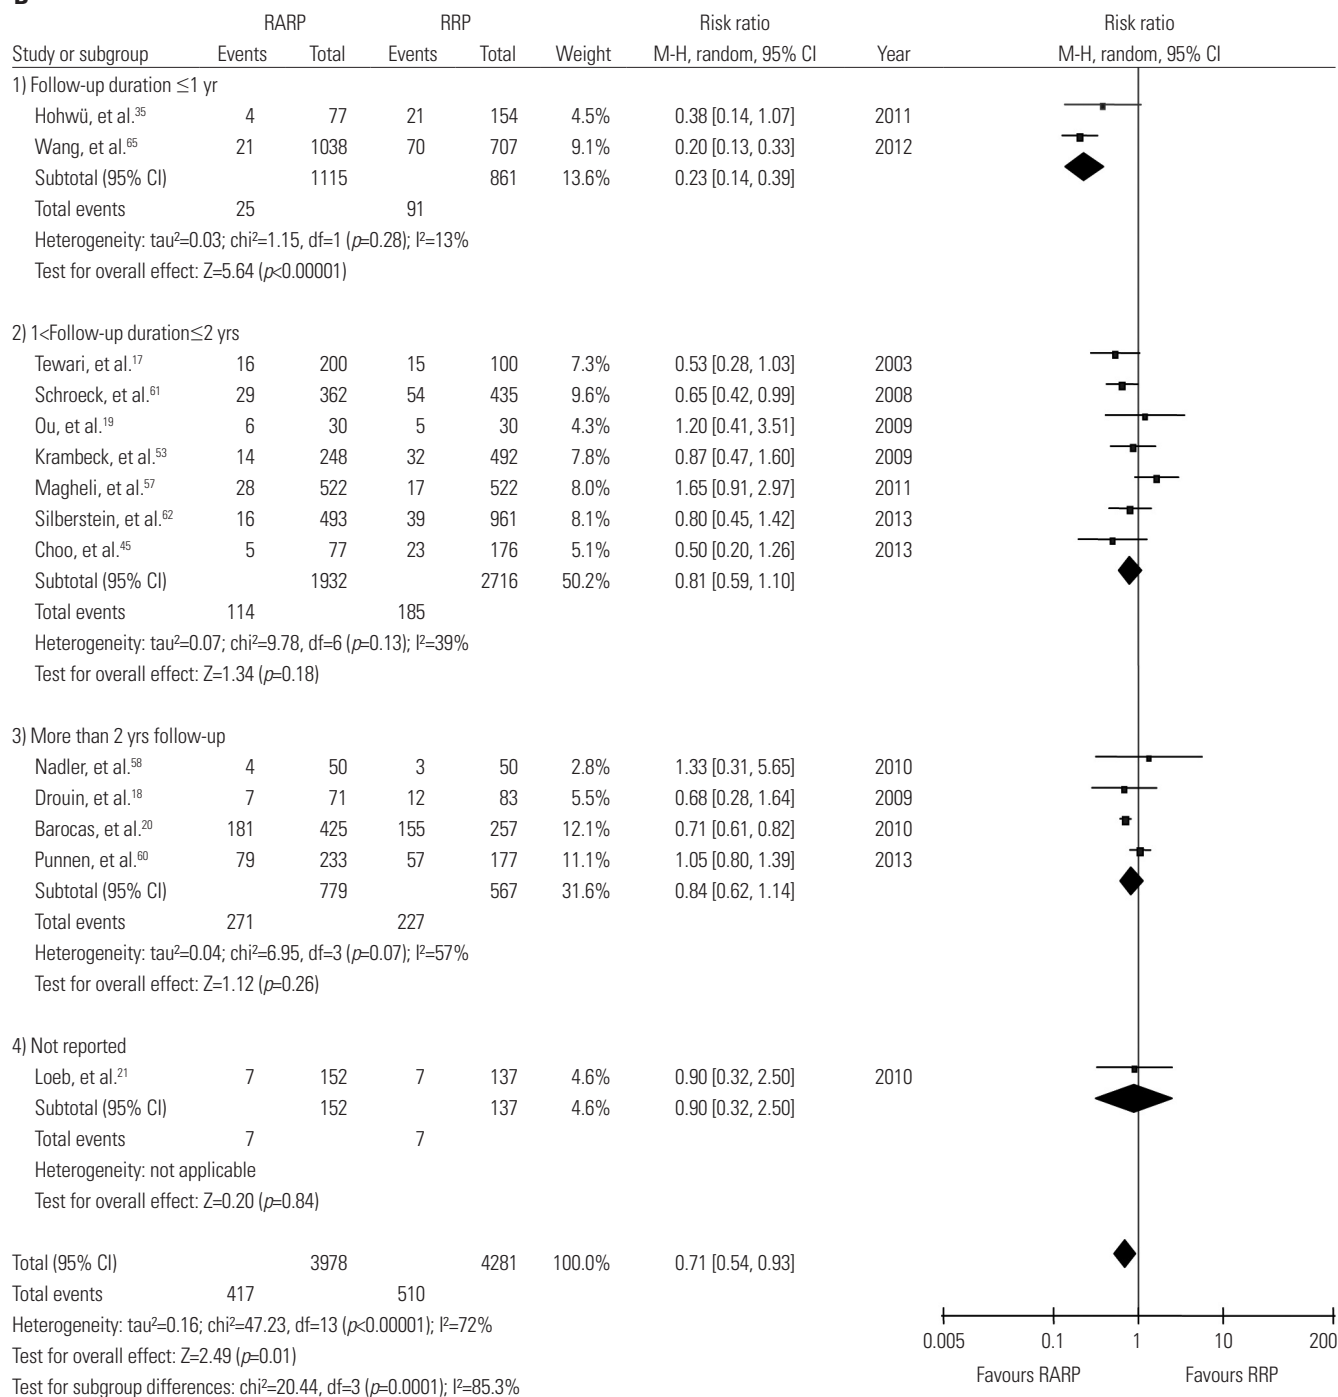 RARP RRP Risk ratio Risk ratio
Study or subgroup Events Total Events Total Weight M-H, random, 95% CI Year M-H, random, 95% CI
1) Follow-up duration ≤1 yr
Hohwü, et al.³⁵ 4 77 21 154 4.5% 0.38 [0.14, 1.07] 2011
Wang, et al.⁶⁵ 21 1038 70 707 9.1% 0.20 [0.13, 0.33] 2012
Subtotal (95% CI) 1115 861 13.6% 0.23 [0.14, 0.39]
Total events 25 91
Heterogeneity: tau²=0.03; chi²=1.15, df=1 (p=0.28); I²=13%
Test for overall effect: Z=5.64 (p<0.00001)
2) 1<Follow-up duration≤2 yrs
Tewari, et al.¹⁷ 16 200 15 100 7.3% 0.53 [0.28, 1.03] 2003
Schroeck, et al.⁶¹ 29 362 54 435 9.6% 0.65 [0.42, 0.99] 2008
Ou, et al.¹⁹ 6 30 5 30 4.3% 1.20 [0.41, 3.51] 2009
Krambeck, et al.⁵³ 14 248 32 492 7.8% 0.87 [0.47, 1.60] 2009
Magheli, et al.⁵⁷ 28 522 17 522 8.0% 1.65 [0.91, 2.97] 2011
Silberstein, et al.⁶² 16 493 39 961 8.1% 0.80 [0.45, 1.42] 2013
Choo, et al.⁴⁵ 5 77 23 176 5.1% 0.50 [0.20, 1.26] 2013
Subtotal (95% CI) 1932 2716 50.2% 0.81 [0.59, 1.10]
Total events 114 185
Heterogeneity: tau²=0.07; chi²=9.78, df=6 (p=0.13); I²=39%
Test for overall effect: Z=1.34 (p=0.18)
3) More than 2 yrs follow-up
Nadler, et al.⁵⁸ 4 50 3 50 2.8% 1.33 [0.31, 5.65] 2010
Drouin, et al.¹⁸ 7 71 12 83 5.5% 0.68 [0.28, 1.64] 2009
Barocas, et al.²⁰ 181 425 155 257 12.1% 0.71 [0.61, 0.82] 2010
Punnen, et al.⁶⁰ 79 233 57 177 11.1% 1.05 [0.80, 1.39] 2013
Subtotal (95% CI) 779 567 31.6% 0.84 [0.62, 1.14]
Total events 271 227
Heterogeneity: tau²=0.04; chi²=6.95, df=3 (p=0.07); I²=57%
Test for overall effect: Z=1.12 (p=0.26)
4) Not reported
Loeb, et al.²¹ 7 152 7 137 4.6% 0.90 [0.32, 2.50] 2010
Subtotal (95% CI) 152 137 4.6% 0.90 [0.32, 2.50]
Total events 7 7
Heterogeneity: not applicable
Test for overall effect: Z=0.20 (p=0.84)
Total (95% CI) 3978 4281 100.0% 0.71 [0.54, 0.93]
Total events 417 510
Heterogeneity: tau²=0.16; chi²=47.23, df=13 (p<0.00001); I²=72%
Test for overall effect: Z=2.49 (p=0.01)
Test for subgroup differences: chi²=20.44, df=3 (p=0.0001); I²=85.3%
0.005 0.1 1 10 200
Favours RARP Favours RRP